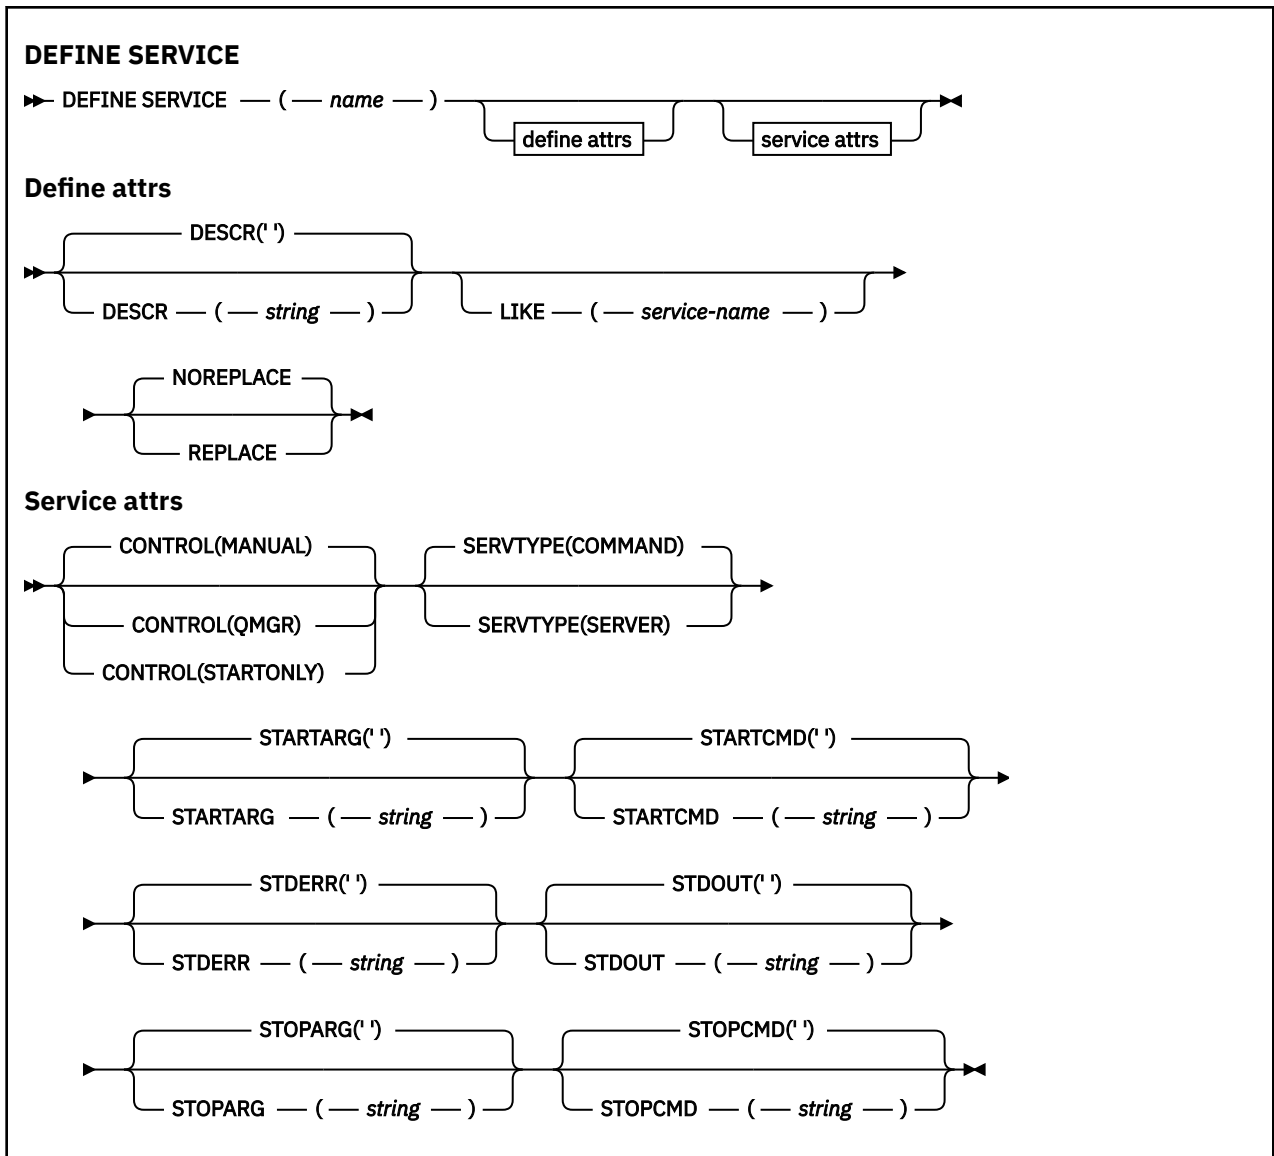 DEFINE SERVICE
DEFINE SERVICE ( name )
define attrs service attrs
Define attrs
DESCR(' ')
DESCR ( string ) LIKE ( service-name )
NOREPLACE
REPLACE
Service attrs
CONTROL(MANUAL) SERVTYPE(COMMAND)
CONTROL(QMGR) SERVTYPE(SERVER)
CONTROL(STARTONLY)
STARTARG(' ') STARTCMD(' ')
STARTARG ( string ) STARTCMD ( string )
STDERR(' ') STDOUT(' ')
STDERR ( string ) STDOUT ( string )
STOPARG(' ') STOPCMD(' ')
STOPARG ( string ) STOPCMD ( string )